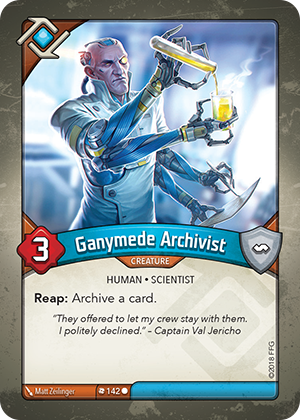 Ganymede Archivist
CREATURE
3
HUMAN • SCIENTIST
Reap: Archive a card.
“They offered to let my crew stay with them.
I politely declined.” – Captain Val Jericho
©2018 FFG
Matt Zeilinger
142